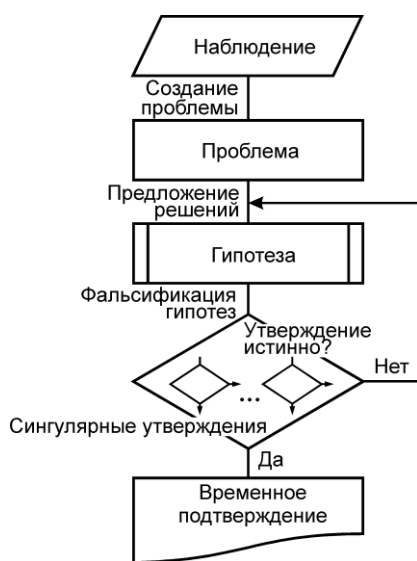 Наблюдение
Создание
проблемы
Проблема
Предложение
решений
Гипотеза
Фальсификация
гипотез
Утверждение
истинно?
Нет
...
Сингулярные утверждения
Да
Временное
подтверждение